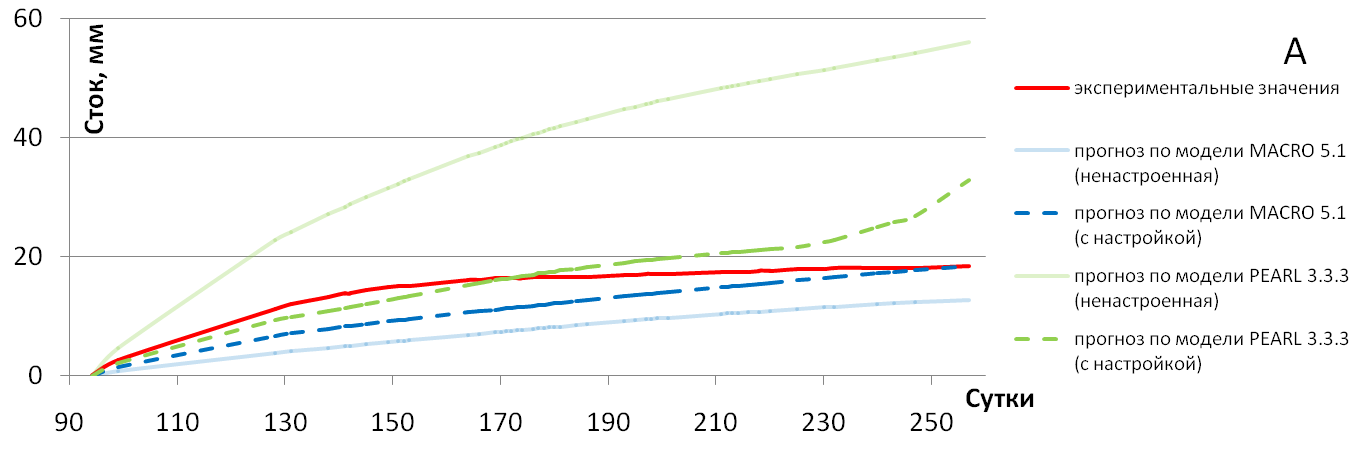 60
40
20
0
Сток, мм
90
110
130
150
170
190
210
230
250
Сутки
А
экспериментальные значения
прогноз по модели MACRO 5.1
(ненастроенная)
прогноз по модели MACRO 5.1
(с настройкой)
прогноз по модели PEARL 3.3.3
(ненастроенная)
прогноз по модели PEARL 3.3.3
(с настройкой)